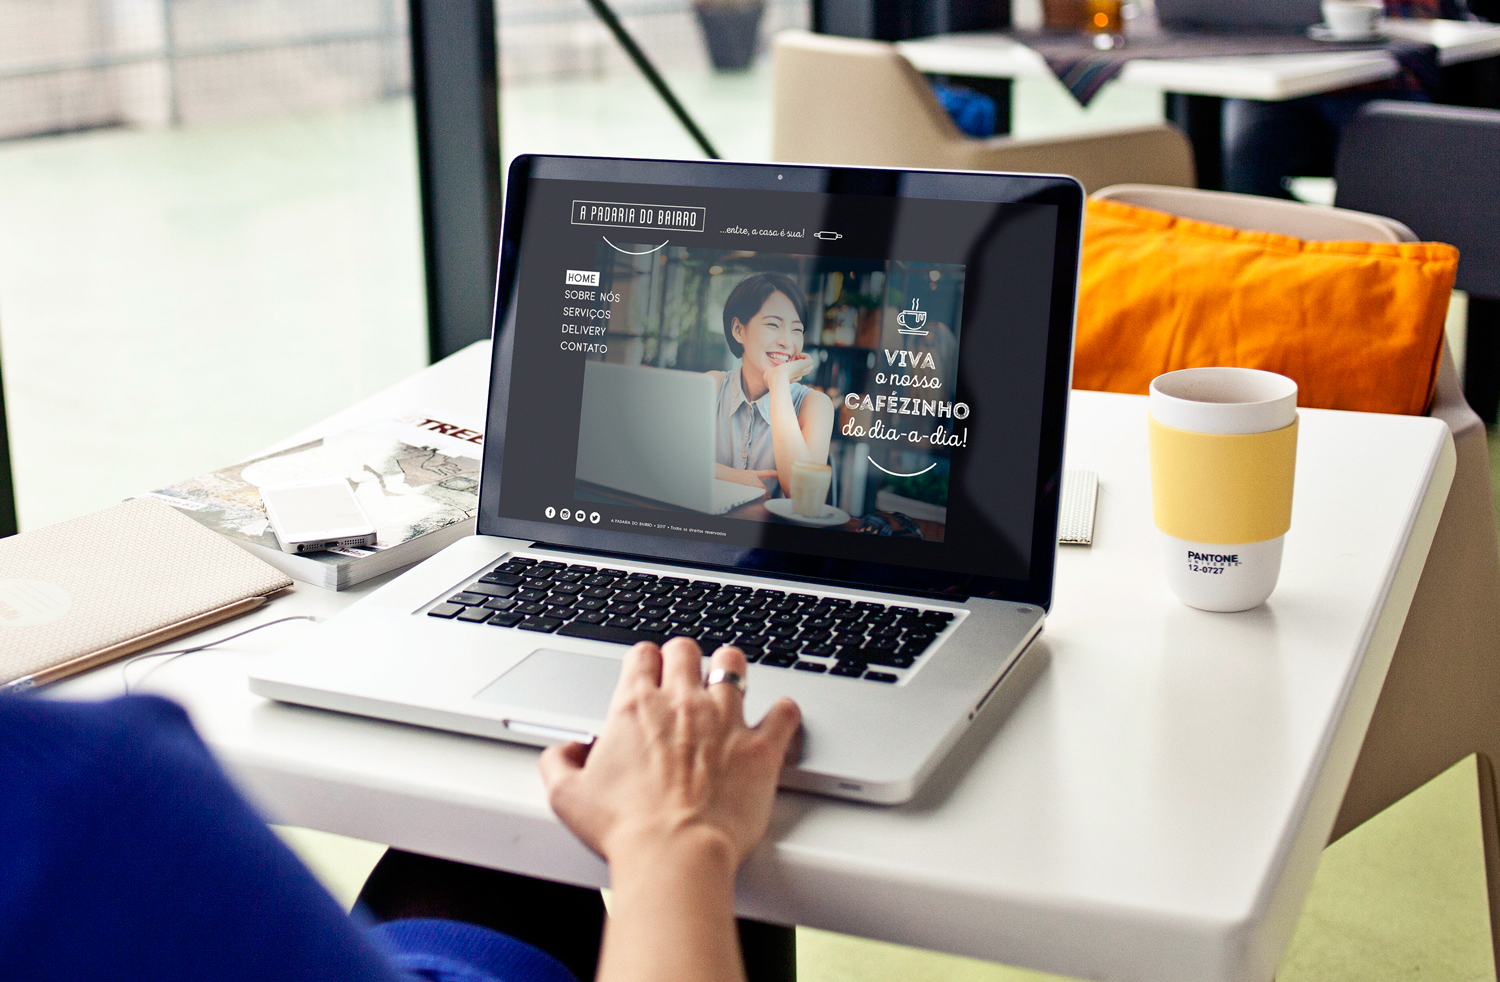 A PADARIA DO BAIRRO
...entre, a casa é sua!
HOME
SOBRE NÓS
SERVIÇOS
DELIVERY
CONTATO
VIVA
o nosso
CAFÉZINHO
do dia-a-dia!
A PADARIA DO BAIRRO • 2017 • Todos os direitos reservados
PANTONE
UNIVERSE
12-0727